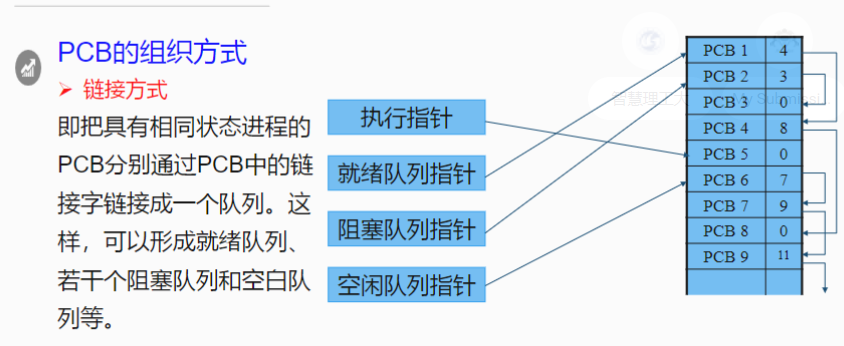 PCB的组织方式
➤ 链接方式
即把具有相同状态进程的
PCB分别通过PCB中的链
接字链接成一个队列。这
样，可以形成就绪队列、
若干个阻塞队列和空白队
列等。
执行指针
就绪队列指针
阻塞队列指针
空闲队列指针
PCB 1 4
PCB 2 3
PCB 3 0
PCB 4 8
PCB 5 0
PCB 6 7
PCB 7 9
PCB 8 0
PCB 9 11